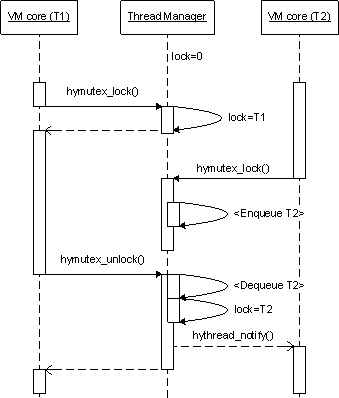 VM core (T1)
Thread Manager
VM core (T2)
lock=0
hymutex_lock()
lock=T1
hymutex_lock()
<Enqueue T2>
hymutex_unlock()
<Dequeue T2>
lock=T2
hythread_notify()